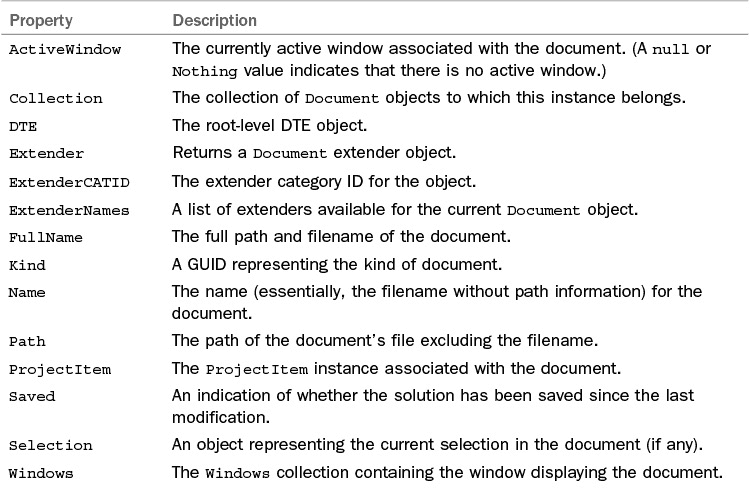 Property Description
ActiveWindow The currently active window associated with the document. (A null or
Nothing value indicates that there is no active window.)
Collection The collection of Document objects to which this instance belongs.
DTE The root-level DTE object.
Extender Returns a Document extender object.
ExtenderCATID The extender category ID for the object.
ExtenderNames A list of extenders available for the current Document object.
FullName The full path and filename of the document.
Kind A GUID representing the kind of document.
Name The name (essentially, the filename without path information) for the
document.
Path The path of the document’s file excluding the filename.
ProjectItem The ProjectItem instance associated with the document.
Saved An indication of whether the solution has been saved since the last
modification.
Selection An object representing the current selection in the document (if any).
Windows The Windows collection containing the window displaying the document.